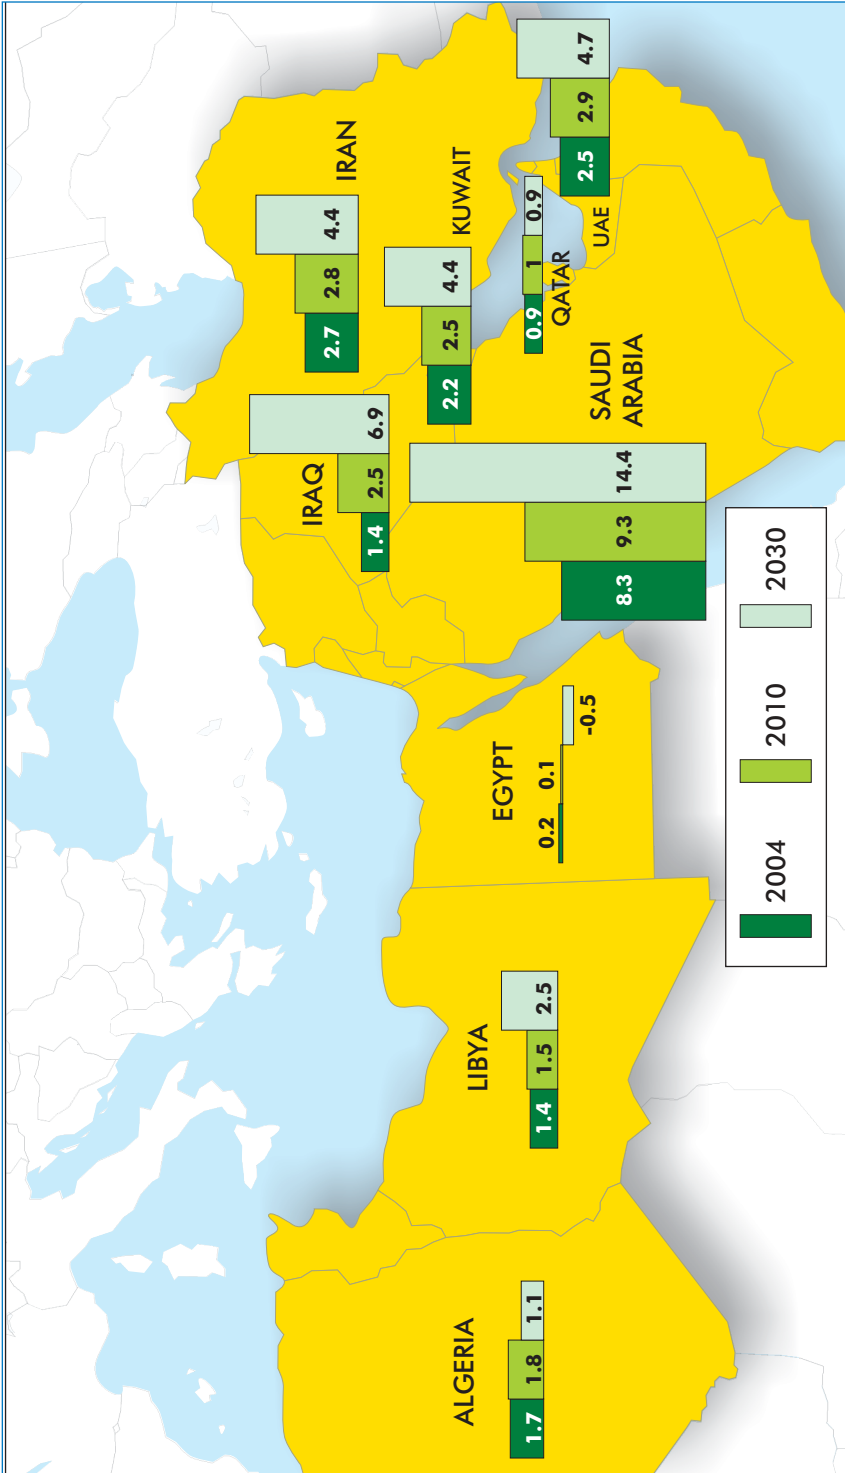 IRAN
2.7 2.8 4.4
IRAQ
1.4 2.5 6.9
KUWAIT
2.2 2.5 4.4
ALGERIA
1.7 1.8 1.1
LIBYA
1.4 1.5 2.5
EGYPT
0.2 0.1 -0.5
QATAR
0.9 1 0.9
UAE
2.5 2.9 4.7
SAUDI
ARABIA
8.3 9.3 14.4
2004 2010 2030